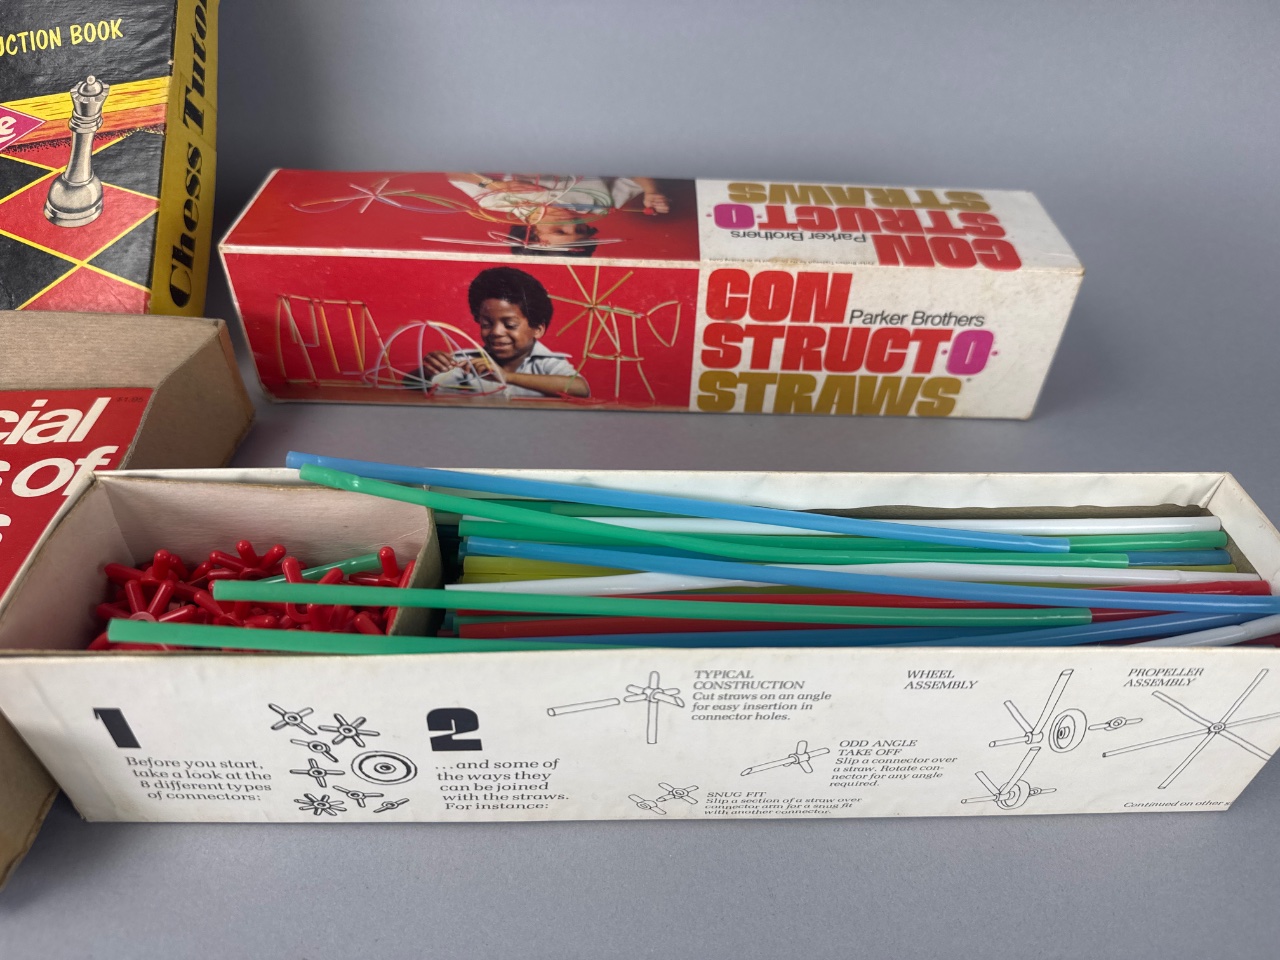 UCTION BOOK
Chess Tutor
CON
STRUCT·O·
STRAWS
Parker Brothers
CON
Parker Brothers
STRUCT·O·
STRAWS
cial
s of
s
1
Before you start,
take a look at the
8 different types
of connectors:
2
...and some of
the ways they
can be joined
with the straws.
For instance:
TYPICAL
CONSTRUCTION
Cut straws on an angle
for easy insertion in
connector holes.
ODD ANGLE
TAKE OFF
Slip a connector over
a straw. Rotate con-
nector for any angle
required.
SNUG FIT
Slip a section of a straw over
connector arm for a snug fit
with another connector.
WHEEL
ASSEMBLY
PROPELLER
ASSEMBLY
Continued on other s